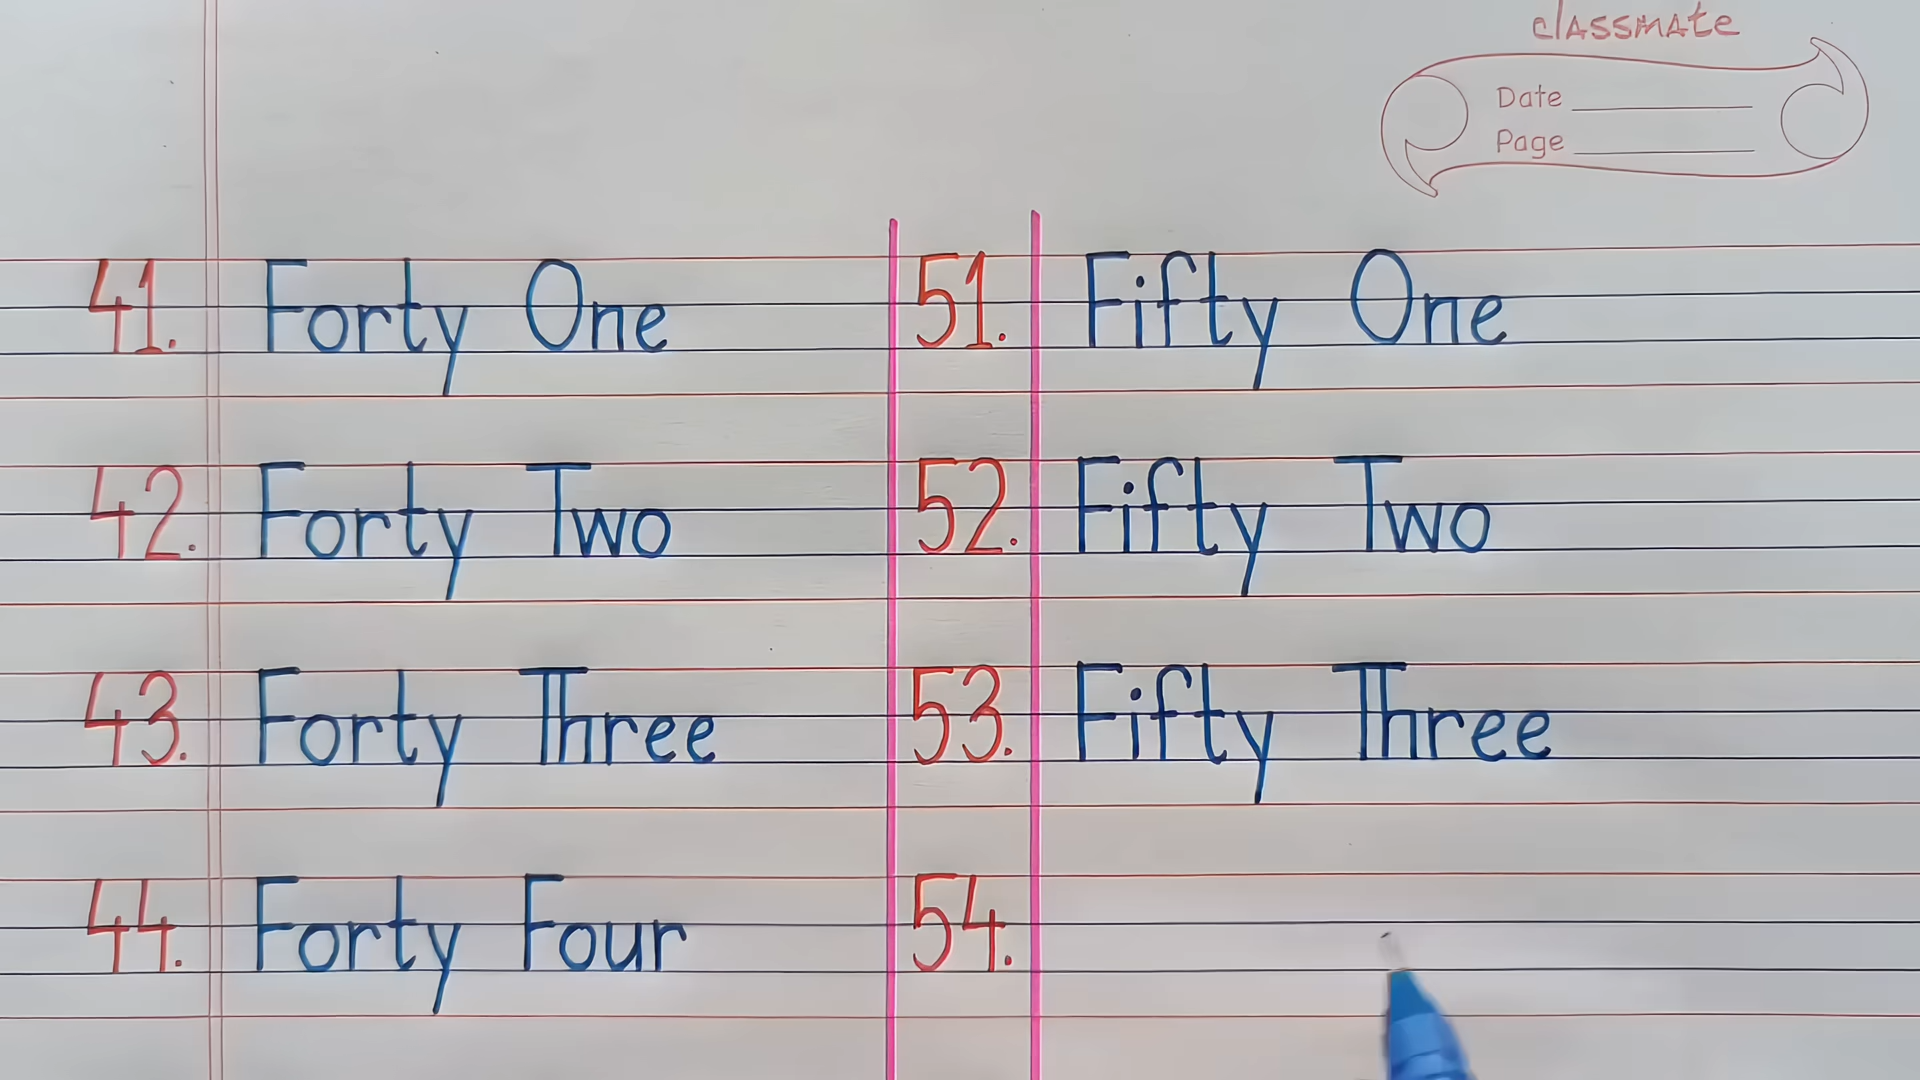 classmate
Date
Page
41. Forty One
42. Forty Two
43. Forty Three
44. Forty Four
51. Fifty One
52. Fifty Two
53. Fifty Three
54.